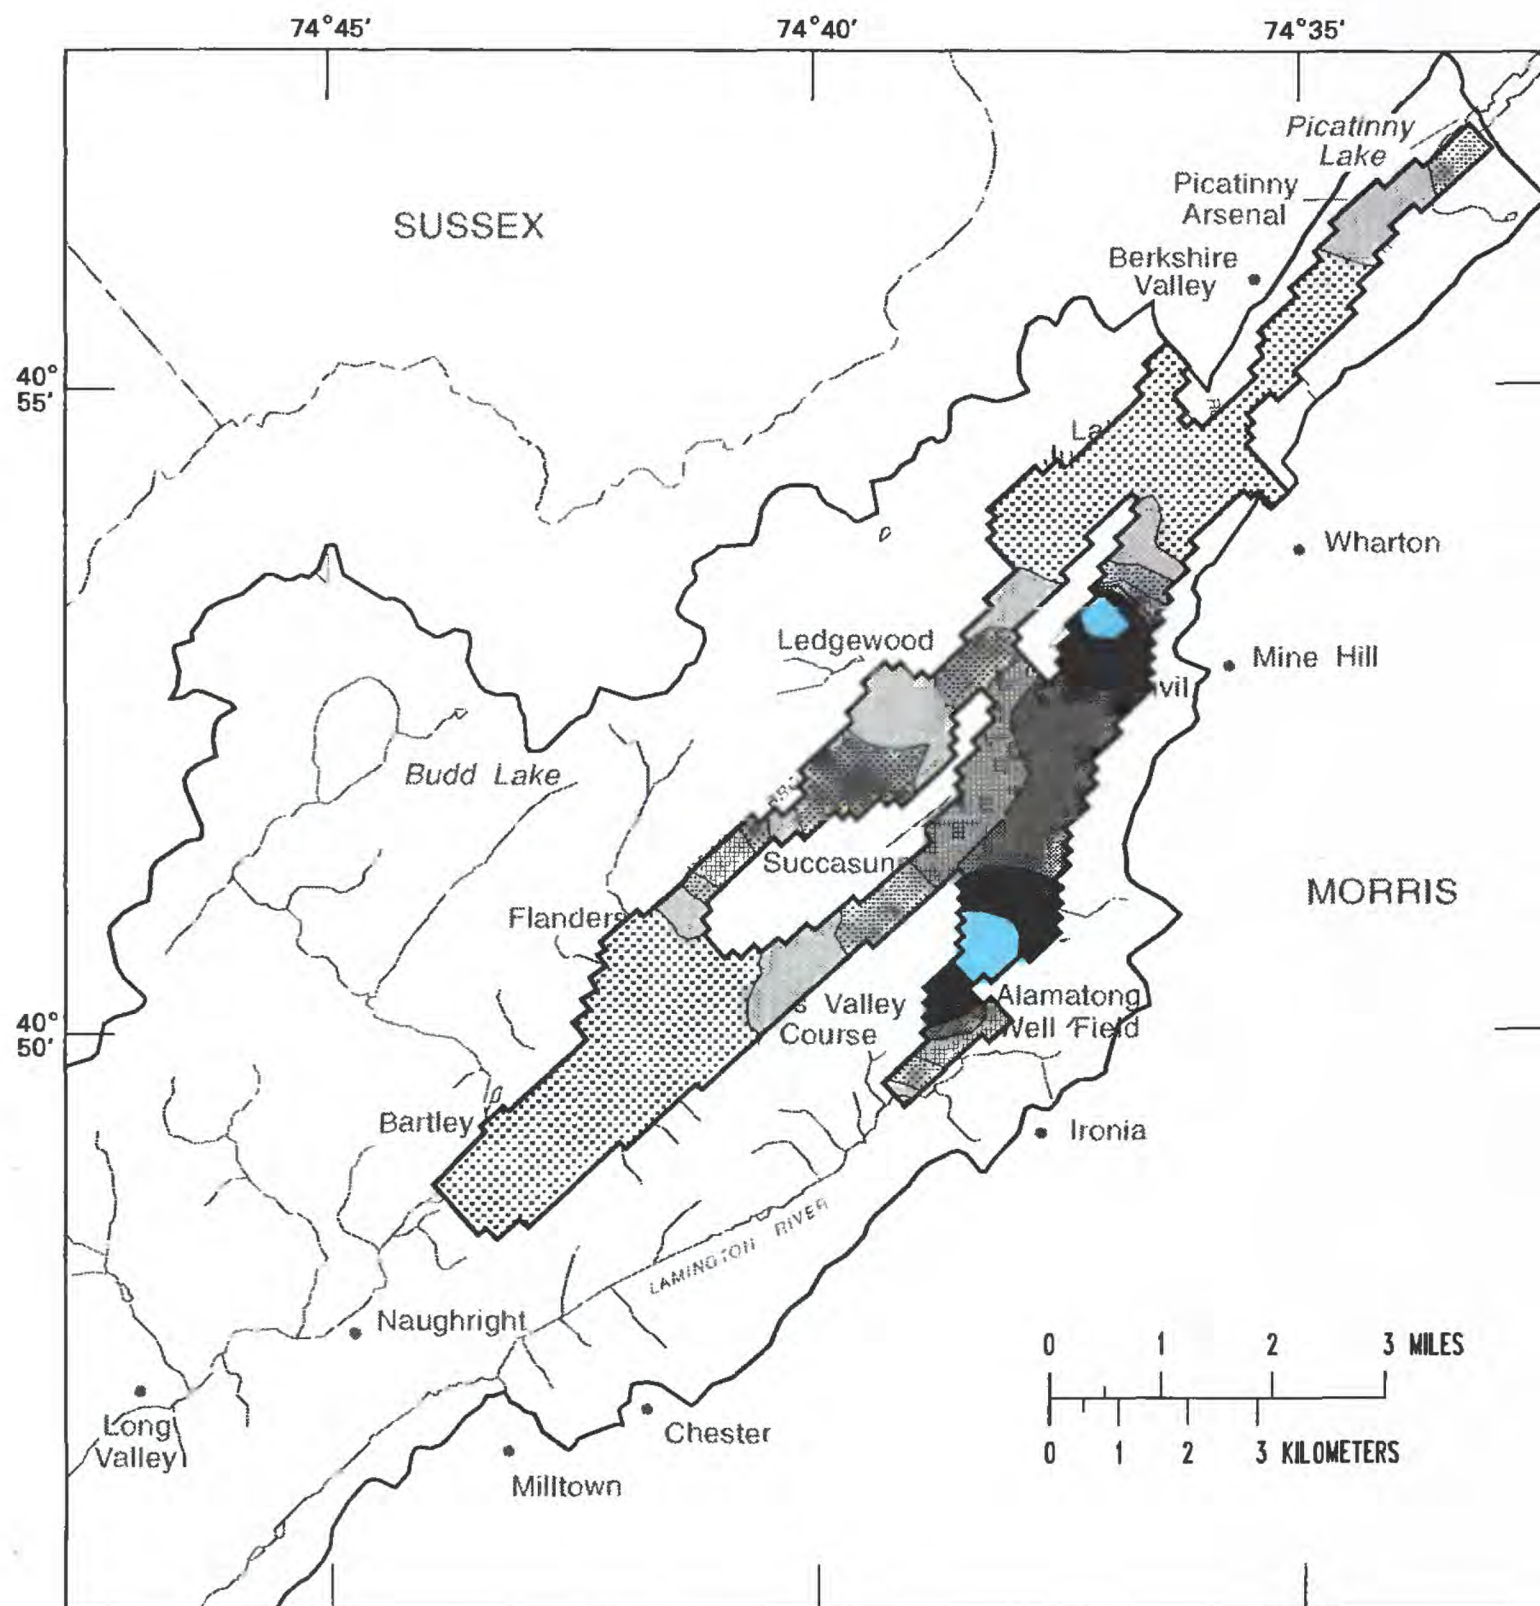 74°45′ 74°40′ 74°35′
Picatinny
Lake
Picatinny
Arsenal
SUSSEX
Berkshire
Valley
40°
55′
Wharton
Ledgewood
Mine Hill
Budd Lake
Succasun
MORRIS
Flanders
Alamatong
Well Field
s Valley
Course
40°
50′
Bartley
Ironia
LAMINGTON RIVER
Naughright
0 1 2 3 MILES
0 1 2 3 KILOMETERS
Long
Valley
Chester
Milltown